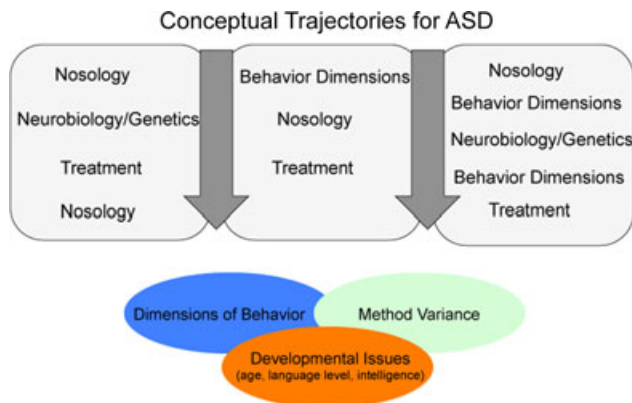 Conceptual Trajectories for ASD
Nosology
Neurobiology/Genetics
Treatment
Nosology
Behavior Dimensions
Nosology
Treatment
Nosology
Behavior Dimensions
Neurobiology/Genetics
Behavior Dimensions
Treatment
Dimensions of Behavior
Method Variance
Developmental Issues
(age, language level, intelligence)